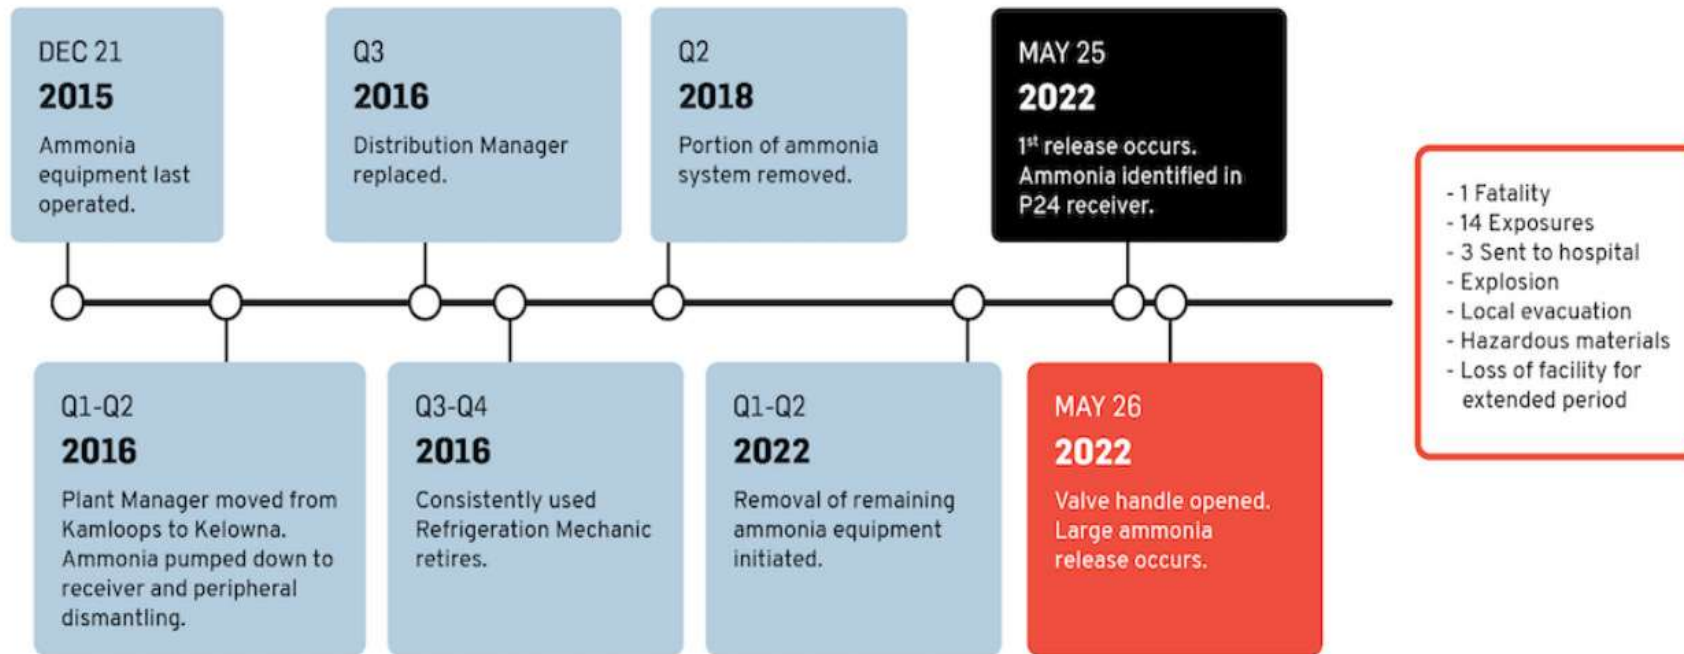 DEC 21
2015
Ammonia
equipment last
operated.
Q3
2016
Distribution Manager
replaced.
Q2
2018
Portion of ammonia
system removed.
MAY 25
2022
1st release occurs.
Ammonia identified in
P24 receiver.
Q1-Q2
2016
Plant Manager moved from
Kamloops to Kelowna.
Ammonia pumped down to
receiver and peripheral
dismantling.
Q3-Q4
2016
Consistently used
Refrigeration Mechanic
retires.
Q1-Q2
2022
Removal of remaining
ammonia equipment
initiated.
MAY 26
2022
Valve handle opened.
Large ammonia
release occurs.
- 1 Fatality
- 14 Exposures
- 3 Sent to hospital
- Explosion
- Local evacuation
- Hazardous materials
- Loss of facility for
extended period